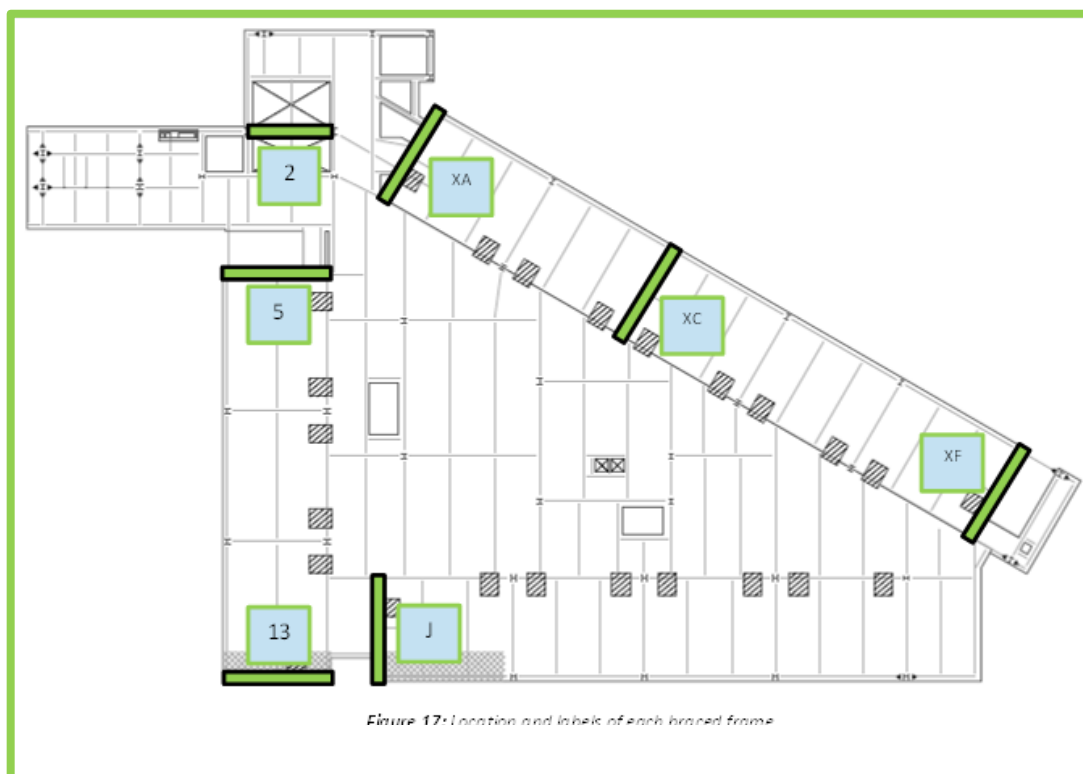 2
XA
5
XC
XF
13
J
Figure 17: Location and labels of each braced frame